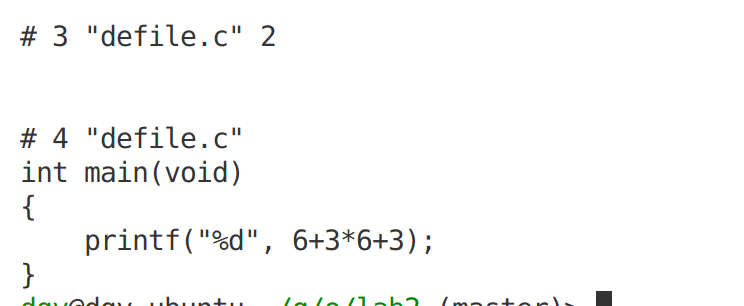 # 3 "defile.c" 2
# 4 "defile.c"
int main(void)
{
    printf("%d", 6+3*6+3);
}